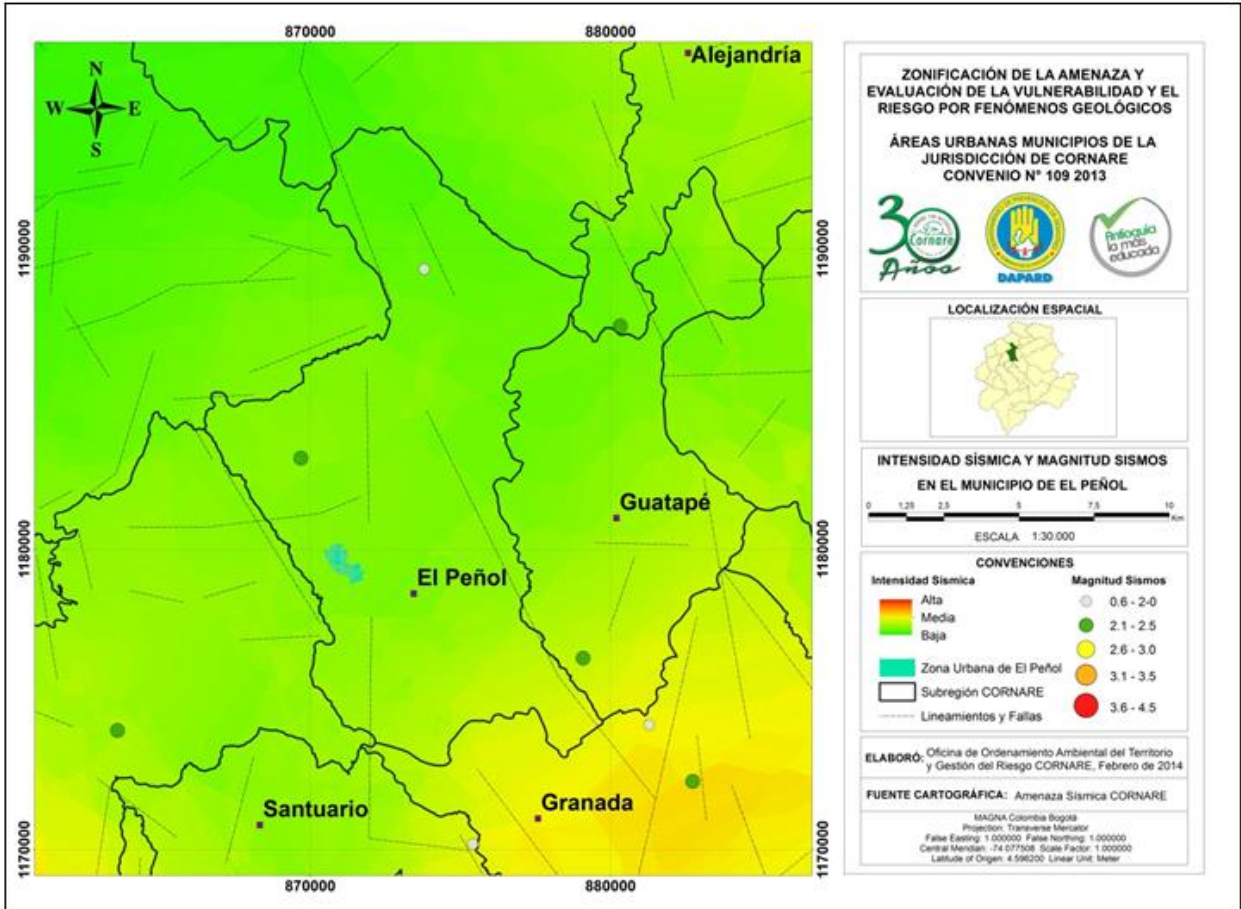 870000
880000
Alejandría
N
W E
S
1190000
1190000
Guatapé
1180000
1180000
El Peñol
Santuario
Granada
1170000
1170000
870000
880000
ZONIFICACIÓN DE LA AMENAZA Y
EVALUACIÓN DE LA VULNERABILIDAD Y EL
RIESGO POR FENÓMENOS GEOLÓGICOS
ÁREAS URBANAS MUNICIPIOS DE LA
JURISDICCIÓN DE CORNARE
CONVENIO N° 109 2013
30
Cornare
Años
DAPARD
Antioquia
la más
educada
LOCALIZACIÓN ESPACIAL
INTENSIDAD SÍSMICA Y MAGNITUD SISMOS
EN EL MUNICIPIO DE EL PEÑOL
0 1,25 2,5 5 7,5 10
Km
ESCALA 1:30.000
CONVENCIONES
Intensidad Sísmica
Alta
Media
Baja
Zona Urbana de El Peñol
Subregión CORNARE
Lineamientos y Fallas
Magnitud Sismos
0.6 - 2-0
2.1 - 2.5
2.6 - 3.0
3.1 - 3.5
3.6 - 4.5
ELABORÓ: Oficina de Ordenamiento Ambiental del Territorio
y Gestión del Riesgo CORNARE, Febrero de 2014
FUENTE CARTOGRÁFICA: Amenaza Sísmica CORNARE
MAGNA Colombia Bogotá
Projection: Transverse Mercator
False Easting: 1.000000 False Northing: 1.000000
Central Meridian: -74.077508 Scale Factor: 1.000000
Latitude of Origen: 4.596200 Linear Unit: Meter